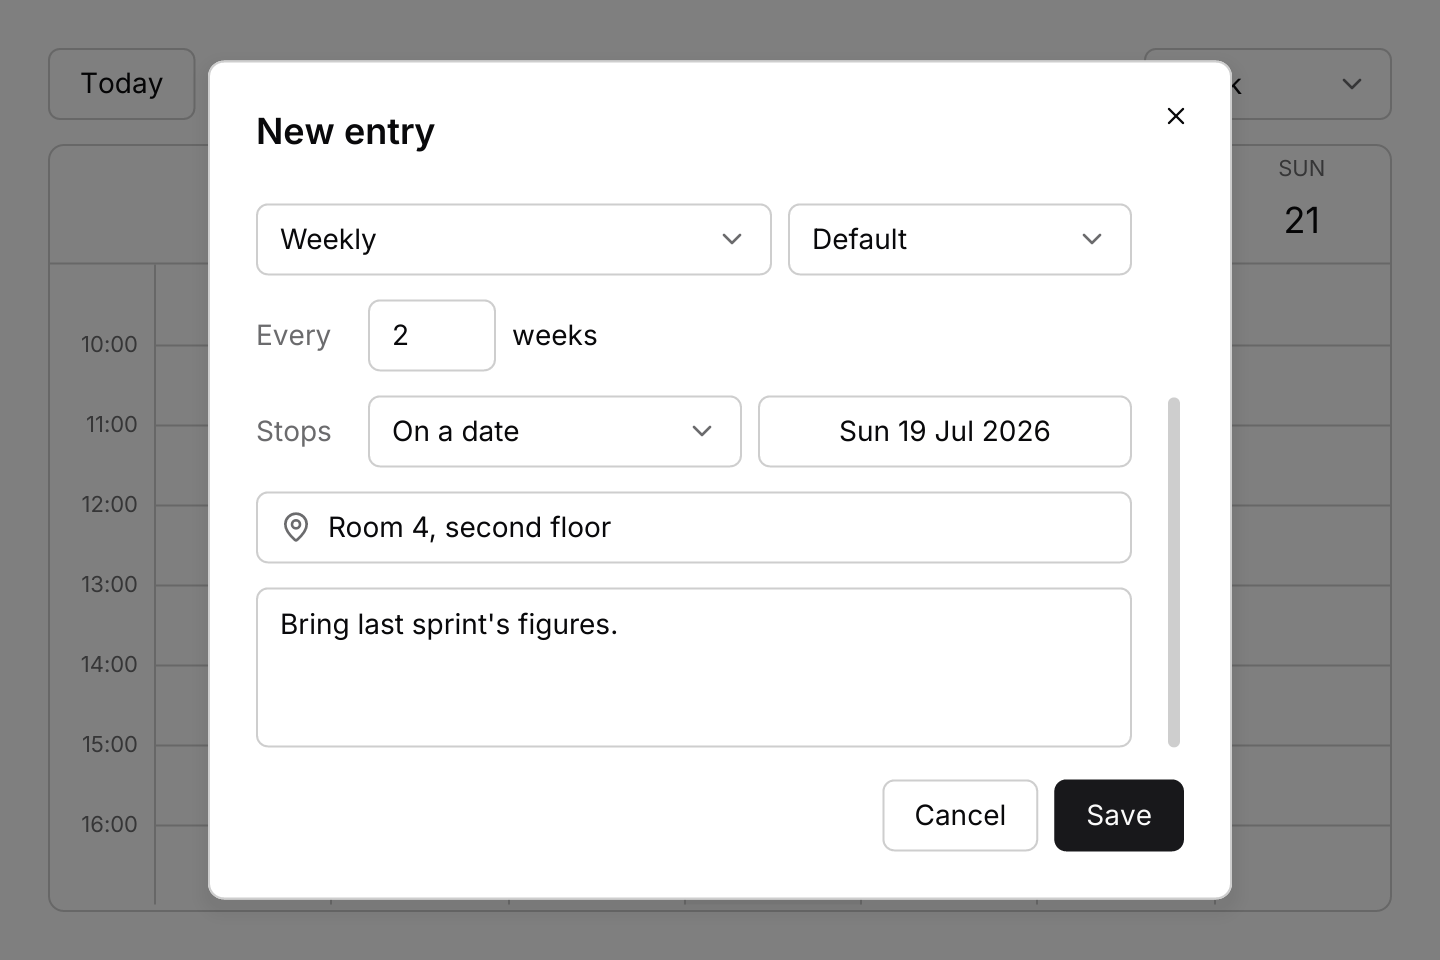 Today
k
New entry
Weekly
Default
Every 2 weeks
Stops On a date Sun 19 Jul 2026
Room 4, second floor
Bring last sprint's figures.
Cancel
Save
SUN
21
10:00
11:00
12:00
13:00
14:00
15:00
16:00